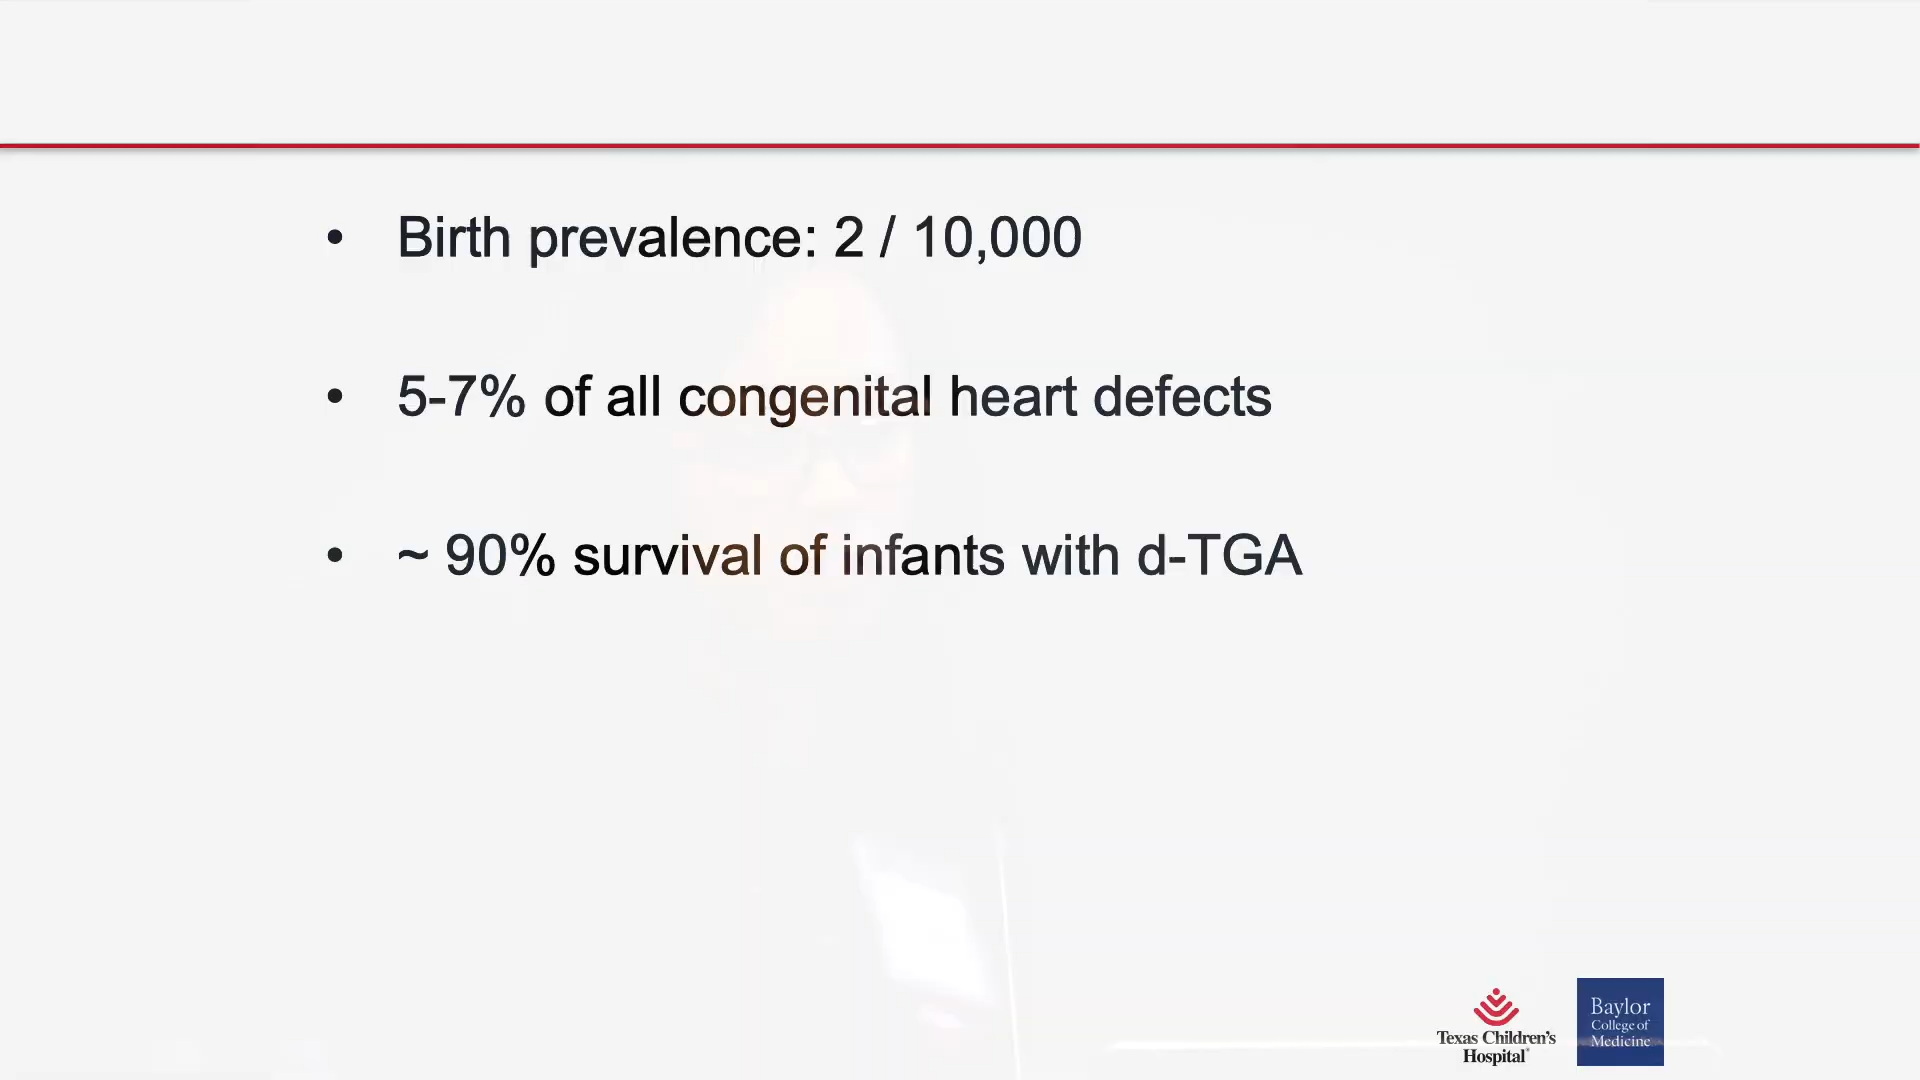 • Birth prevalence: 2 / 10,000
• 5-7% of all congenital heart defects
• ~ 90% survival of infants with d-TGA
Texas Children's
Hospital
Baylor
College of
Medicine